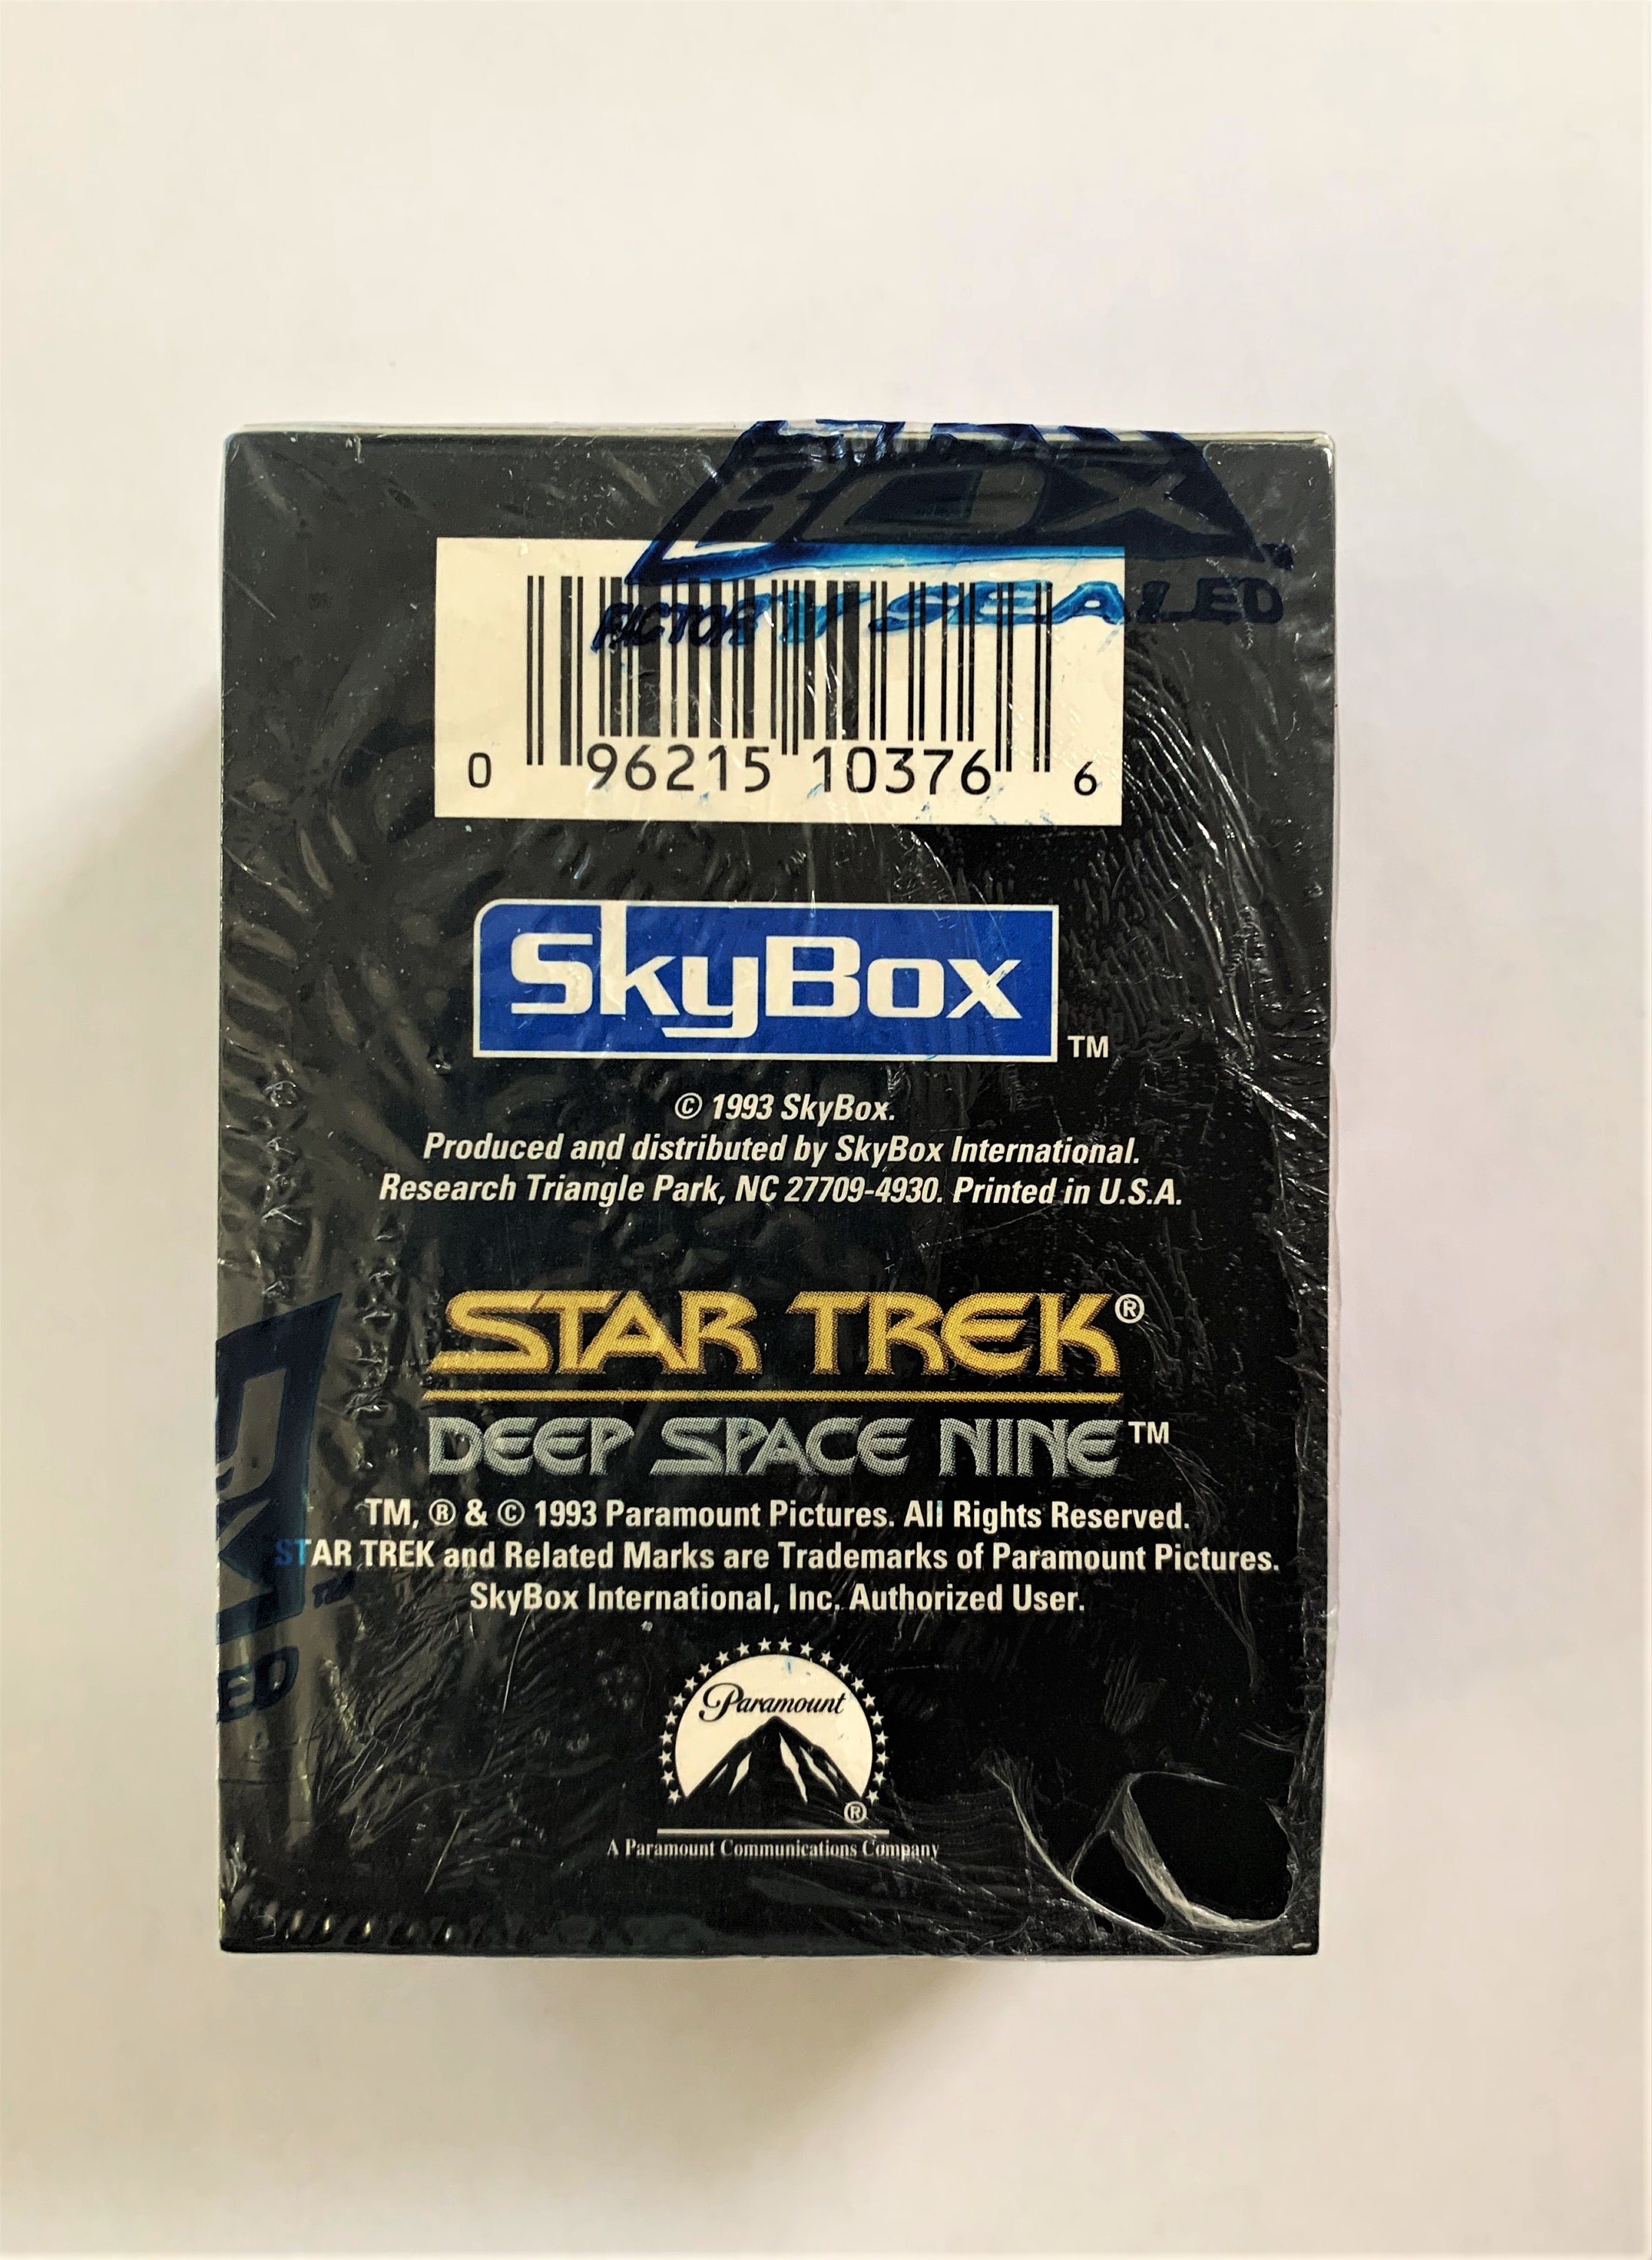 BOX
FACTORY SEALED
0 96215 10376 6
SkyBox TM
© 1993 SkyBox.
Produced and distributed by SkyBox International.
Research Triangle Park, NC 27709-4930. Printed in U.S.A.
STAR TREK®
DEEP SPACE NINE™
TM, ® & © 1993 Paramount Pictures. All Rights Reserved.
STAR TREK and Related Marks are Trademarks of Paramount Pictures.
SkyBox International, Inc. Authorized User.
TM
ED
Paramount
®
A Paramount Communications Company